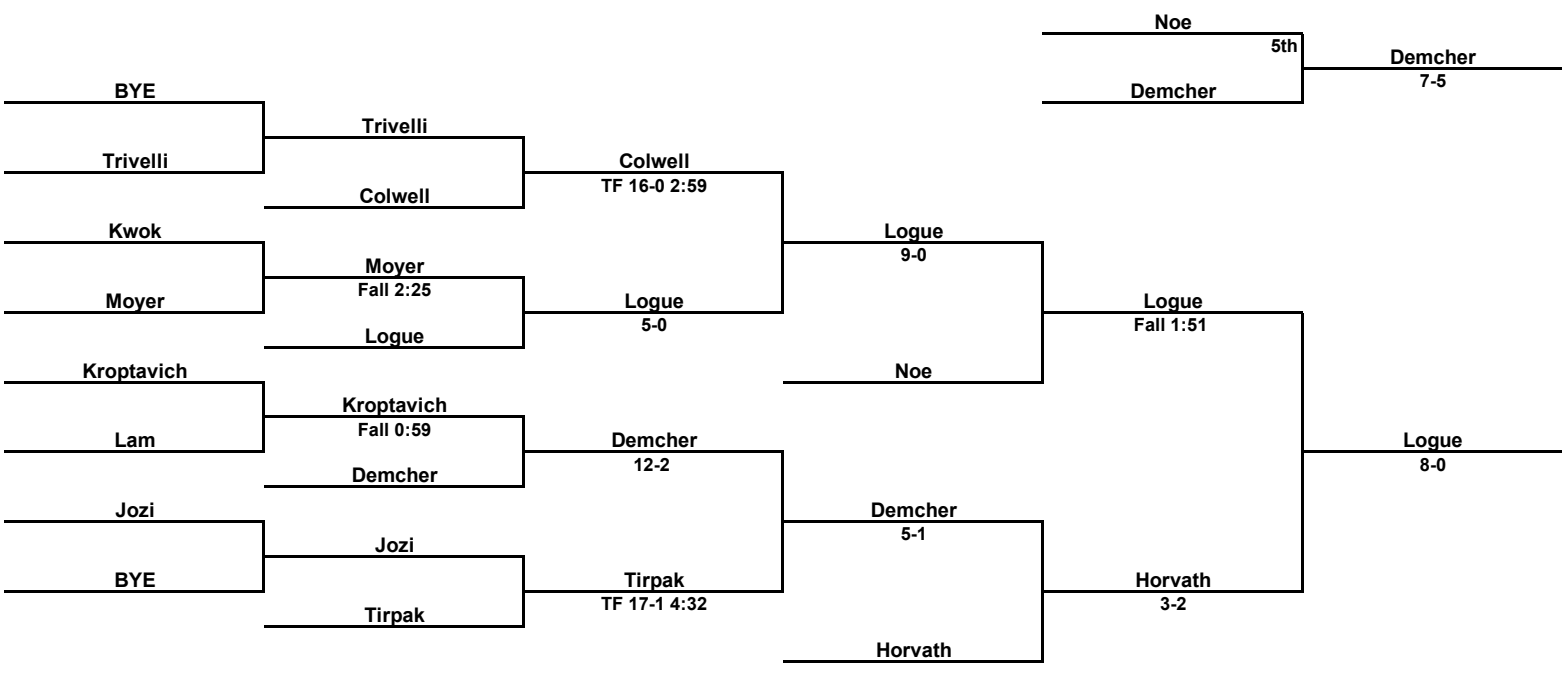 Noe
5th
Demcher
7-5
Demcher
BYE
Trivelli
Trivelli
Colwell
TF 16-0 2:59
Colwell
Kwok
Logue
9-0
Moyer
Fall 2:25
Moyer
Logue
5-0
Logue
Fall 1:51
Logue
Kroptavich
Noe
Kroptavich
Fall 0:59
Lam
Demcher
12-2
Logue
8-0
Demcher
Jozi
Demcher
5-1
Jozi
BYE
Tirpak
TF 17-1 4:32
Horvath
3-2
Tirpak
Horvath